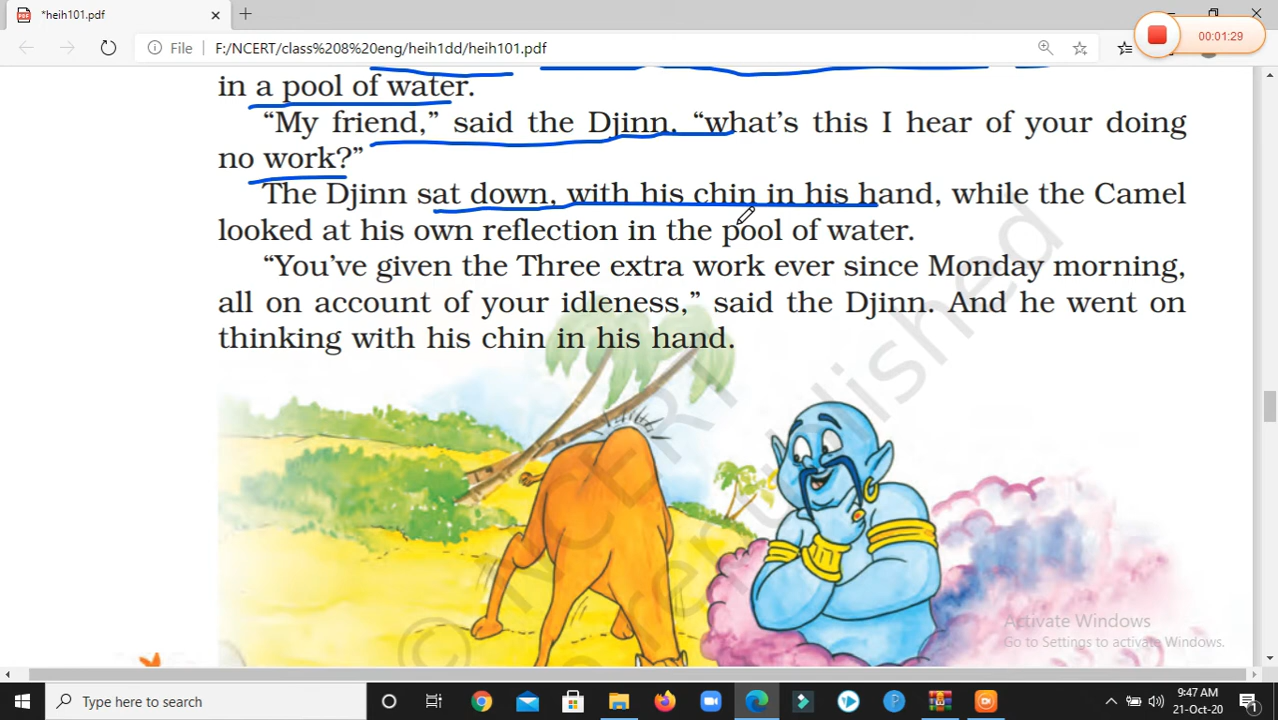 *heih101.pdf
00:01:29
File F:/NCERT/class%208%20eng/heih1dd/heih101.pdf
in a pool of water.
“My friend,” said the Djinn, “what’s this I hear of your doing
no work?”
The Djinn sat down, with his chin in his hand, while the Camel
looked at his own reflection in the pool of water.
“You’ve given the Three extra work ever since Monday morning,
all on account of your idleness,” said the Djinn. And he went on
thinking with his chin in his hand.
© NCERT
republished
Activate Windows
Go to Settings to activate Windows.
Type here to search
9:47 AM
21-Oct-20